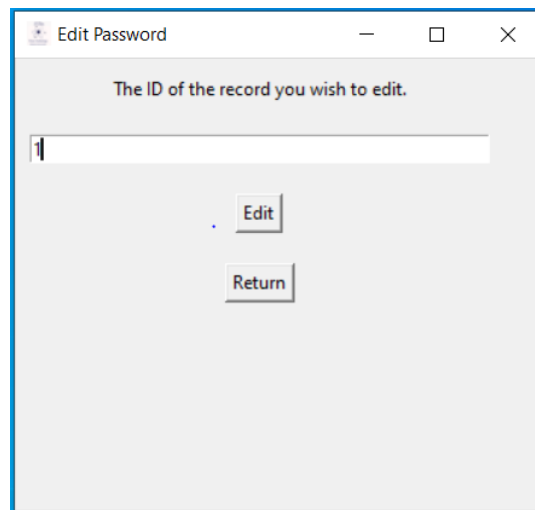 Edit Password
The ID of the record you wish to edit.
1
Edit
Return